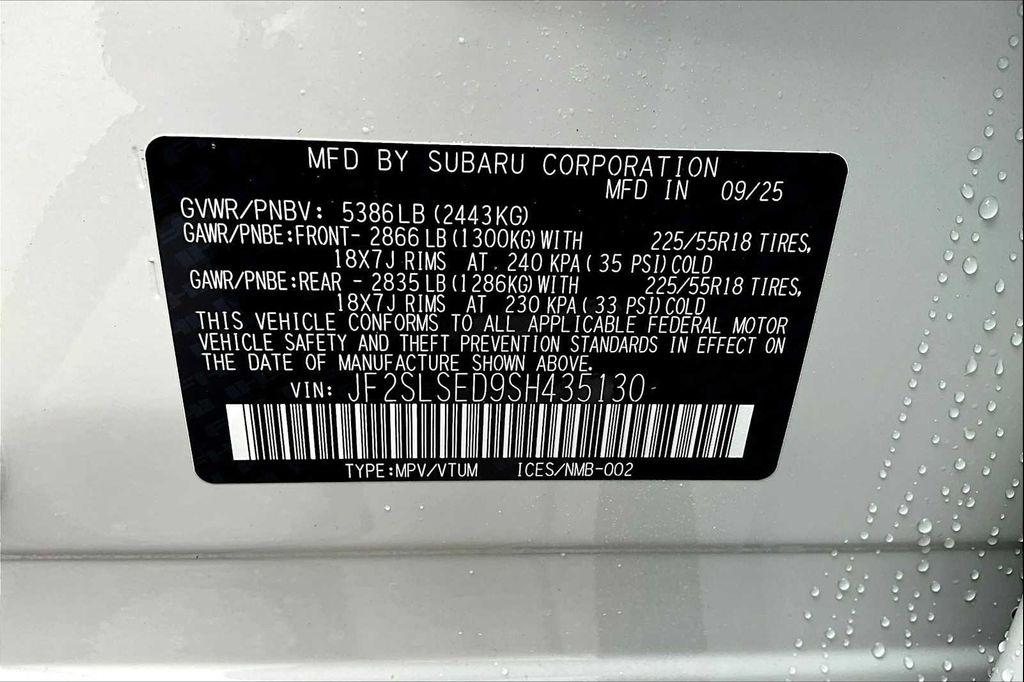 MFD BY SUBARU CORPORATION
MFD IN 09/25
GVWR/PNBV: 5386LB (2443KG)
GAWR/PNBE:FRONT- 2866 LB (1300KG) WITH 225/55R18 TIRES,
18X7J RIMS AT 240 KPA ( 35 PSI) COLD
GAWR/PNBE:REAR - 2835 LB (1286KG) WITH 225/55R18 TIRES,
18X7J RIMS AT 230 KPA ( 33 PSI) COLD
THIS VEHICLE CONFORMS TO ALL APPLICABLE FEDERAL MOTOR
VEHICLE SAFETY AND THEFT PREVENTION STANDARDS IN EFFECT ON
THE DATE OF MANUFACTURE SHOWN ABOVE.
VIN: JF2SLSED9SH435130
TYPE:MPV/VTUM ICES/NMB-002